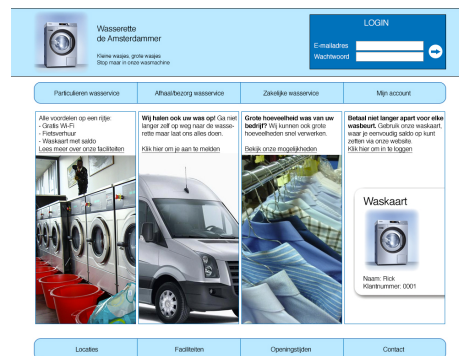 Wasserette
de Amsterdammer
Kleine wasjes, grote wasjes
Stop maar in onze wasmachine
LOGIN
E-mailadres
Wachtwoord
Particulieren wasservice
Afhaal/bezorg wasservice
Zakelijke wasservice
Mijn account
Alle voordelen op een rijtje:
- Gratis Wi-Fi
- Fietsverhuur
- Waskaart met saldo
Lees meer over onze faciliteiten
Wij halen ook uw was op! Ga niet
langer zelf op weg naar de wasse-
rette maar laat ons alles doen.
Klik hier om je aan te melden
Grote hoeveelheid was van uw
bedrijf? Wij kunnen ook grote
hoeveelheden snel verwerken.
Bekijk onze mogelijkheden
Betaal niet langer apart voor elke
wasbeurt. Gebruik onze waskaart,
waar je eenvoudig saldo op kunt
zetten via onze website.
Klik hier om in te loggen
Waskaart
Naam: Rick
Klantnummer: 0001
Locaties
Faciliteiten
Openingstijden
Contact